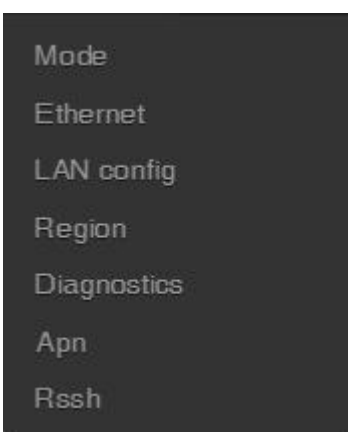 Mode
Ethernet
LAN config
Region
Diagnostics
Apn
Rssh